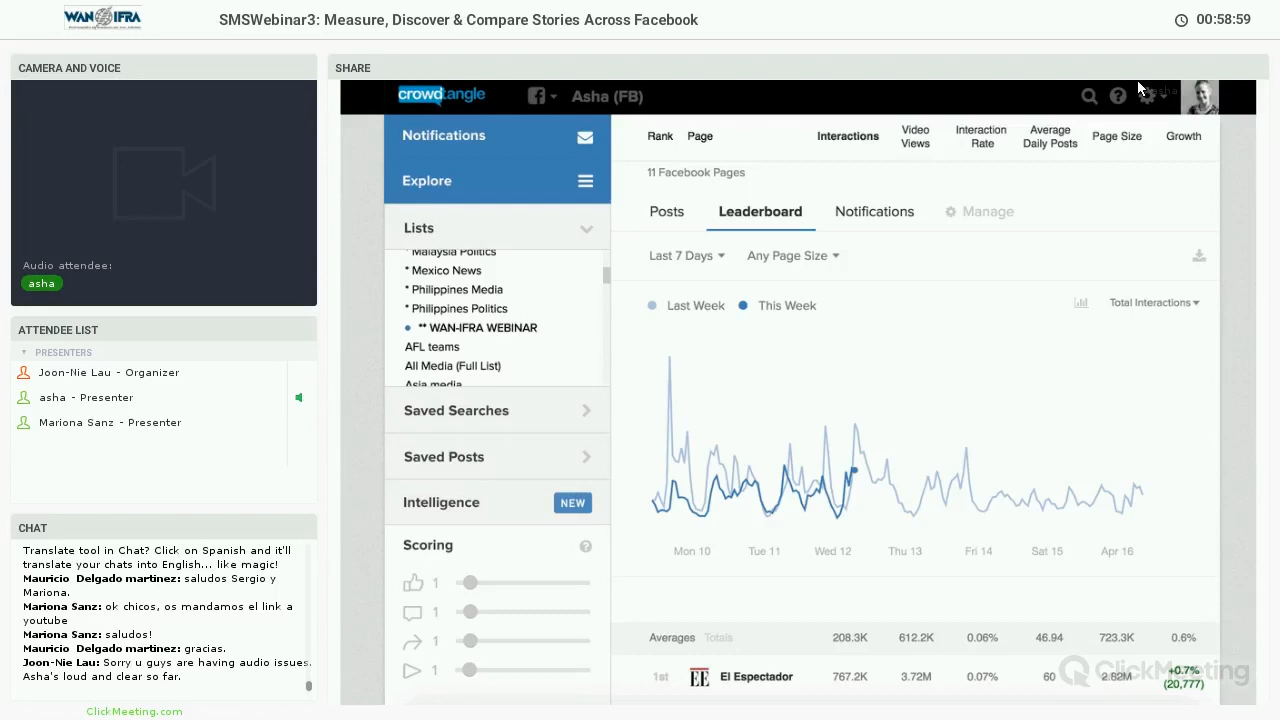 WAN IFRA
SMSWebinar3: Measure, Discover & Compare Stories Across Facebook
00:58:59
CAMERA AND VOICE
Audio attendee:
asha
ATTENDEE LIST
PRESENTERS
Joon-Nie Lau - Organizer
asha - Presenter
Mariona Sanz - Presenter
CHAT
Translate tool in Chat? Click on Spanish and it'll
translate your chats into English... like magic!
Mauricio Delgado martinez: saludos Sergio y
Mariona.
Mariona Sanz: ok chicos, os mandamos el link a
youtube
Mariona Sanz: saludos!
Mauricio Delgado martinez: gracias.
Joon-Nie Lau: Sorry u guys are having audio issues.
Asha's loud and clear so far.
ClickMeeting.com
SHARE
crowdtangle
Asha (FB)
asha
Notifications
Explore
Lists
* Malaysia Politics
* Mexico News
* Philippines Media
* Philippines Politics
** WAN-IFRA WEBINAR
AFL teams
All Media (Full List)
Asia media
Saved Searches
Saved Posts
Intelligence NEW
Scoring
1
1
1
1
Rank Page Interactions Video Views Interaction Rate Average Daily Posts Page Size Growth
11 Facebook Pages
Posts Leaderboard Notifications Manage
Last 7 Days Any Page Size
Last Week This Week Total Interactions
Mon 10 Tue 11 Wed 12 Thu 13 Fri 14 Sat 15 Apr 16
Averages Totals 208.3K 612.2K 0.06% 46.94 723.3K 0.6%
1st EE El Espectador 767.2K 3.72M 0.07% 60 2.82M +0.7%
(20,777)
ClickMeeting